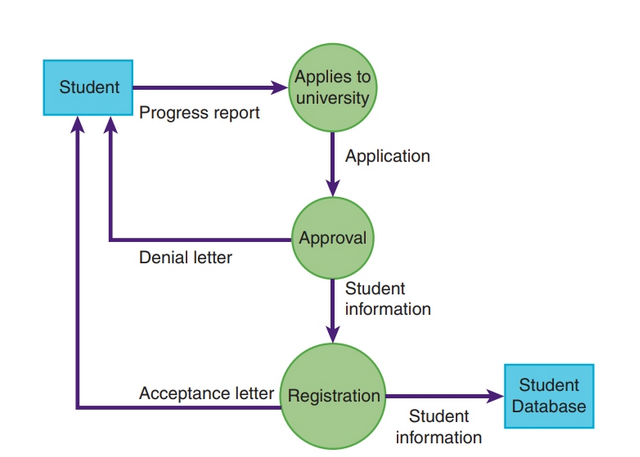 Student
Applies to
university
Progress report
Application
Approval
Denial letter
Student
information
Acceptance letter
Registration
Student
Database
Student
information